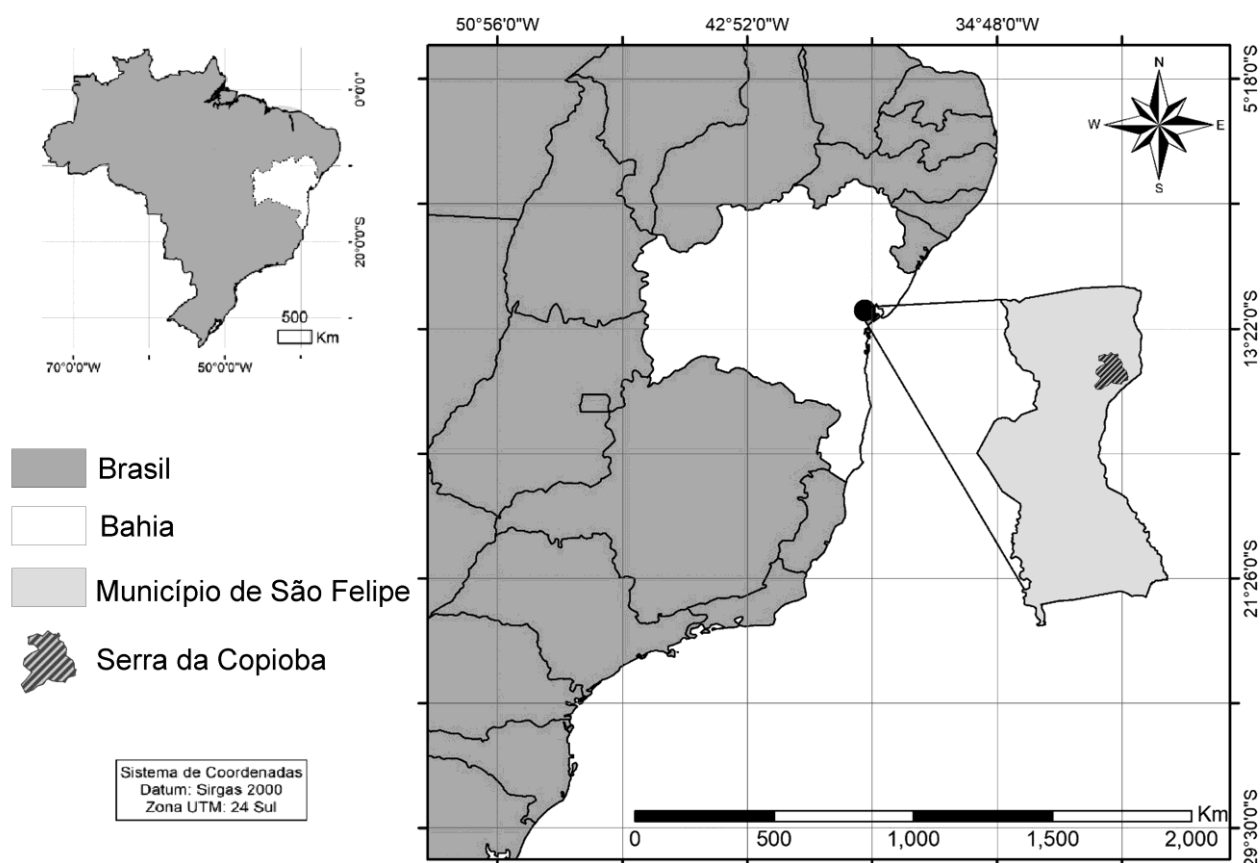 50°56'0"W
42°52'0"W
34°48'0"W
5°18'0"S
13°22'0"S
21°26'0"S
29°30'0"S
N
W
E
S
0°0'0"
20°0'0"S
500
Km
70°0'0"W
50°0'0"W
Brasil
Bahia
Município de São Felipe
Serra da Copioba
Sistema de Coordenadas
Datum: Sirgas 2000
Zona UTM: 24 Sul
Km
0
500
1,000
1,500
2,000